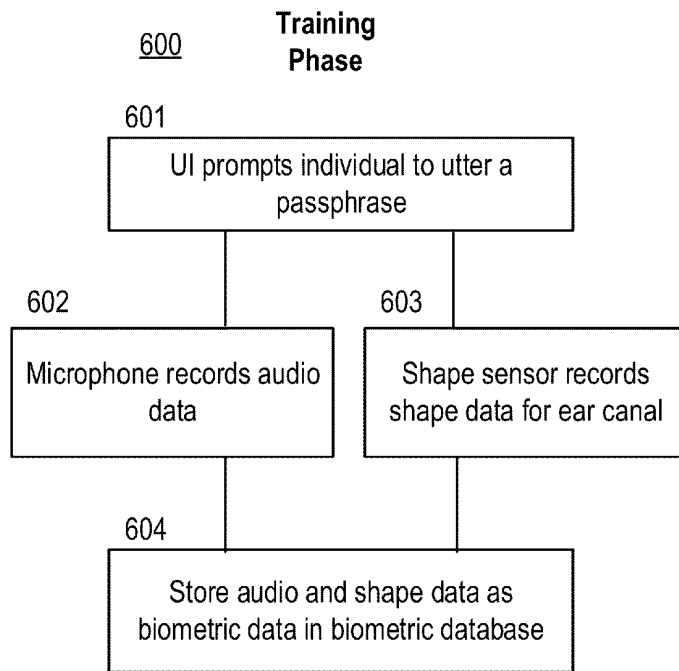 Training
Phase
600
601
UI prompts individual to utter a
passphrase
602
Microphone records audio
data
603
Shape sensor records
shape data for ear canal
604
Store audio and shape data as
biometric data in biometric database